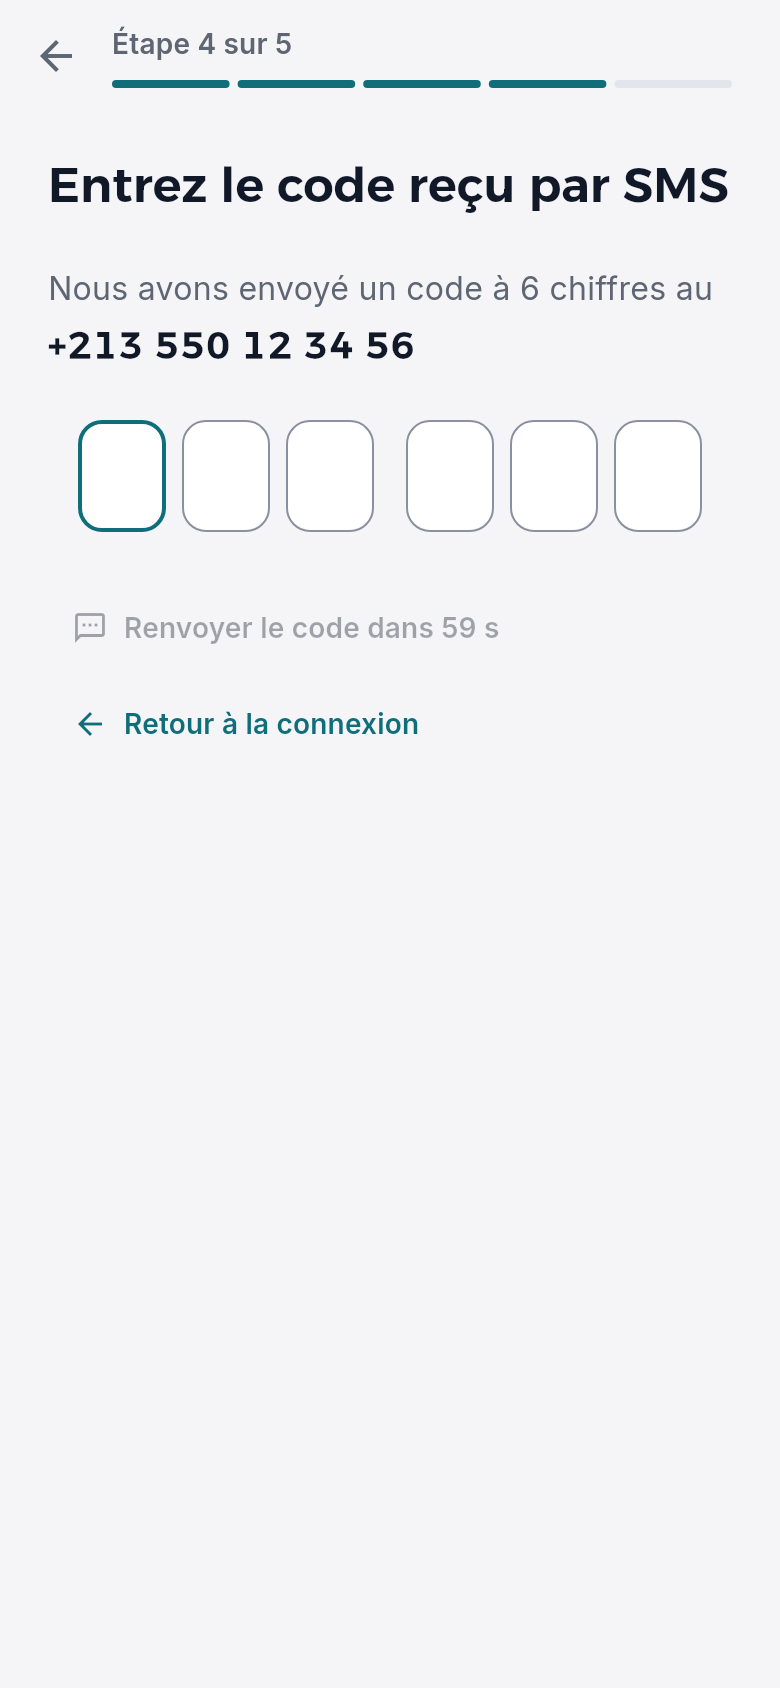 Étape 4 sur 5
Entrez le code reçu par SMS
Nous avons envoyé un code à 6 chiffres au
+213 550 12 34 56
Renvoyer le code dans 59 s
Retour à la connexion